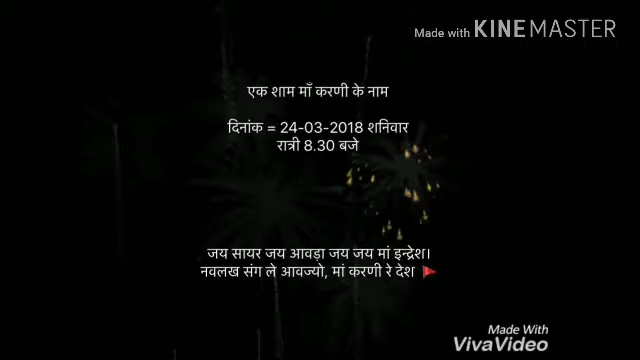 Made with KINEMASTER
एक शाम माँ करणी के नाम
दिनांक = 24-03-2018 शनिवार
रात्री 8.30 बजे
जय सायर जय आवड़ा जय जय मां इन्द्रेश।
नवलख संग ले आवज्यो, मां करणी रे देश 🚩
Made With
VivaVideo